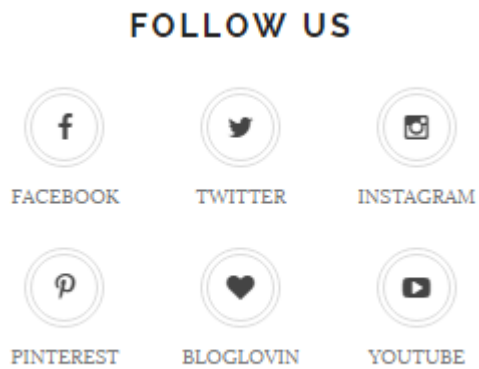 FOLLOW US
FACEBOOK TWITTER INSTAGRAM
PINTEREST BLOGLOVIN YOUTUBE